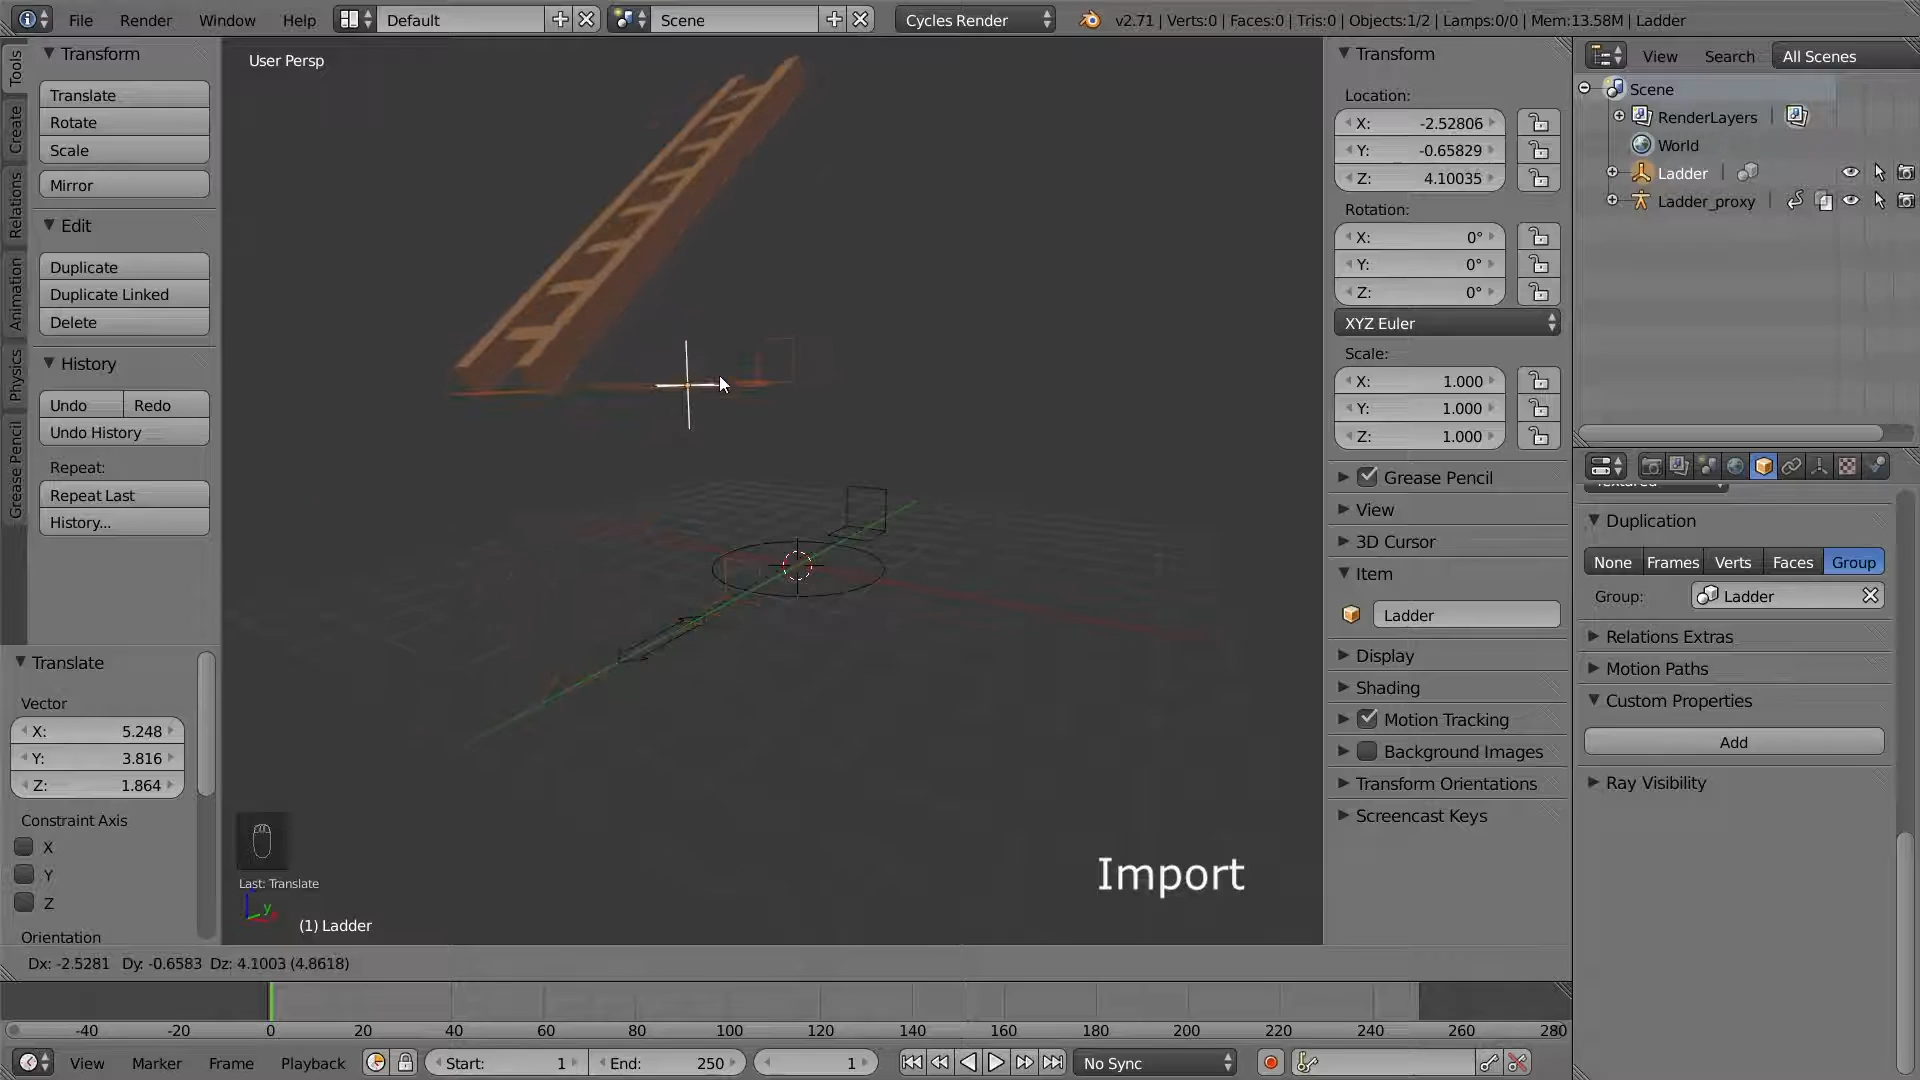 File Render Window Help Default Scene Cycles Render v2.71 | Verts:0 | Faces:0 | Tris:0 | Objects:1/2 | Lamps:0/0 | Mem:13.58M | Ladder
Tools
Create
Relations
Animation
Physics
Grease Pencil
Transform
Translate
Rotate
Scale
Mirror
Edit
Duplicate
Duplicate Linked
Delete
History
Undo Redo
Undo History
Repeat:
Repeat Last
History...
Translate
Vector
X: 5.248
Y: 3.816
Z: 1.864
Constraint Axis
X
Y
Z
Orientation
User Persp
Import
Last: Translate
y
(1) Ladder
Transform
Location:
X: -2.52806
Y: -0.65829
Z: 4.10035
Rotation:
X: 0°
Y: 0°
Z: 0°
XYZ Euler
Scale:
X: 1.000
Y: 1.000
Z: 1.000
Grease Pencil
View
3D Cursor
Item
Ladder
Display
Shading
Motion Tracking
Background Images
Transform Orientations
Screencast Keys
View Search All Scenes
Scene
RenderLayers |
World
Ladder |
Ladder_proxy |
Textured
Duplication
None Frames Verts Faces Group
Group: Ladder
Relations Extras
Motion Paths
Custom Properties
Add
Ray Visibility
Dx: -2.5281 Dy: -0.6583 Dz: 4.1003 (4.8618)
-40 -20 0 20 40 60 80 100 120 140 160 180 200 220 240 260 280
View Marker Frame Playback Start: 1 End: 250 1 No Sync